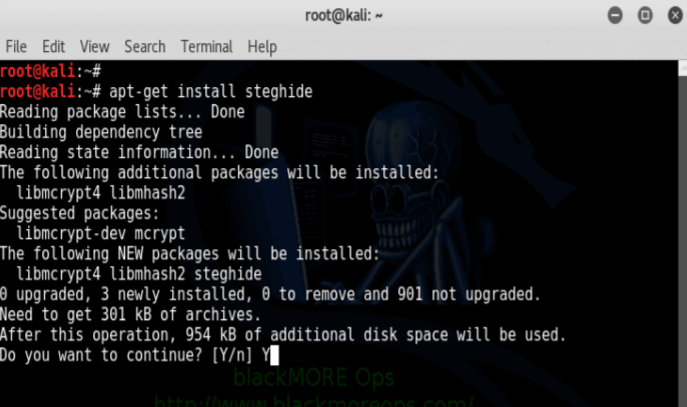 root@kali: ~
File Edit View Search Terminal Help
root@kali:~#
root@kali:~# apt-get install steghide
Reading package lists... Done
Building dependency tree
Reading state information... Done
The following additional packages will be installed:
  libmcrypt4 libmhash2
Suggested packages:
  libmcrypt-dev mcrypt
The following NEW packages will be installed:
  libmcrypt4 libmhash2 steghide
0 upgraded, 3 newly installed, 0 to remove and 901 not upgraded.
Need to get 301 kB of archives.
After this operation, 954 kB of additional disk space will be used.
Do you want to continue? [Y/n] Y
blackMORE Ops
http://www.blackmoreops.com/